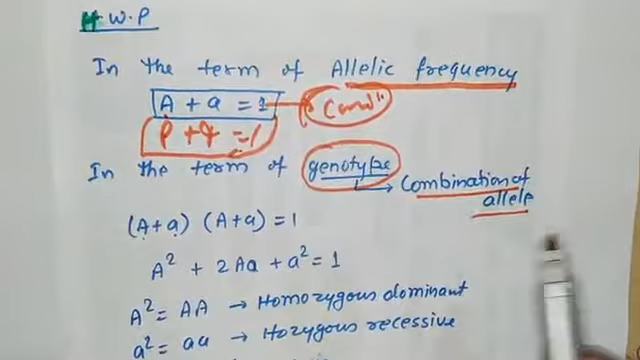 H.W.P
In the term of Allelic frequency
A + a = 1 → Cond^n
P + q = 1
In the term of genotype → Combination of allele
(A+a) (A+a) = 1
A² + 2Aa + a² = 1
A² = AA → Homozygous dominant
a² = aa → Hozygous recessive